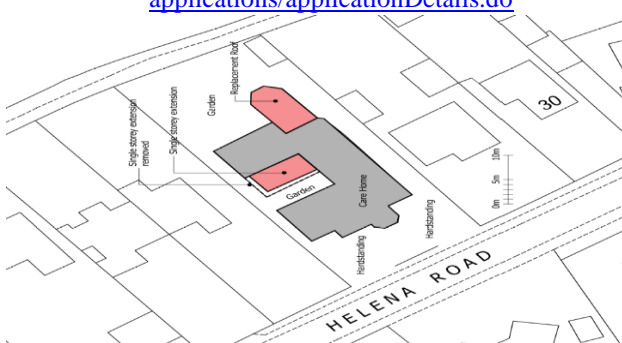 applications/applicationDetails.do
Replacement Roof
Garden
Single storey extension
Single storey extension
removed
30
Garden
Care Home
10m
5m
0m
Hardstanding
Hardstanding
HELENA ROAD